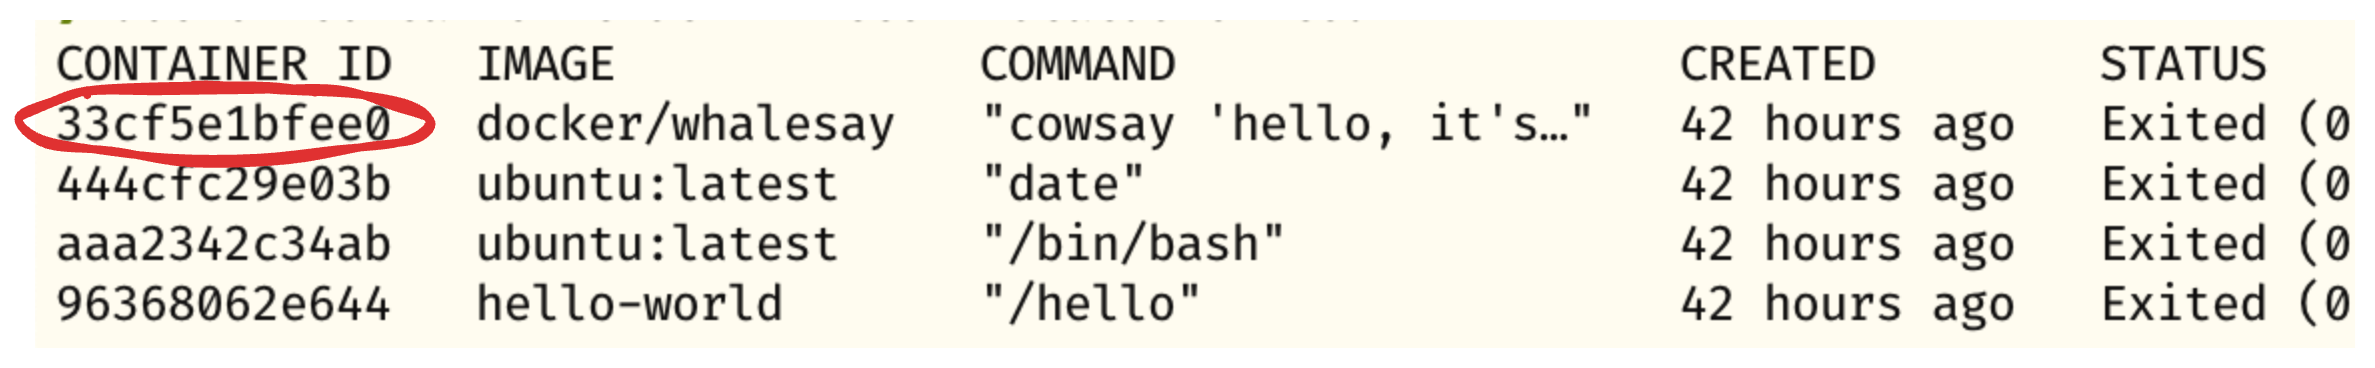 CONTAINER ID IMAGE COMMAND CREATED STATUS
33cf5e1bfee0 docker/whalesay "cowsay 'hello, it's…" 42 hours ago Exited (0
444cfc29e03b ubuntu:latest "date" 42 hours ago Exited (0
aaa2342c34ab ubuntu:latest "/bin/bash" 42 hours ago Exited (0
96368062e644 hello-world "/hello" 42 hours ago Exited (0